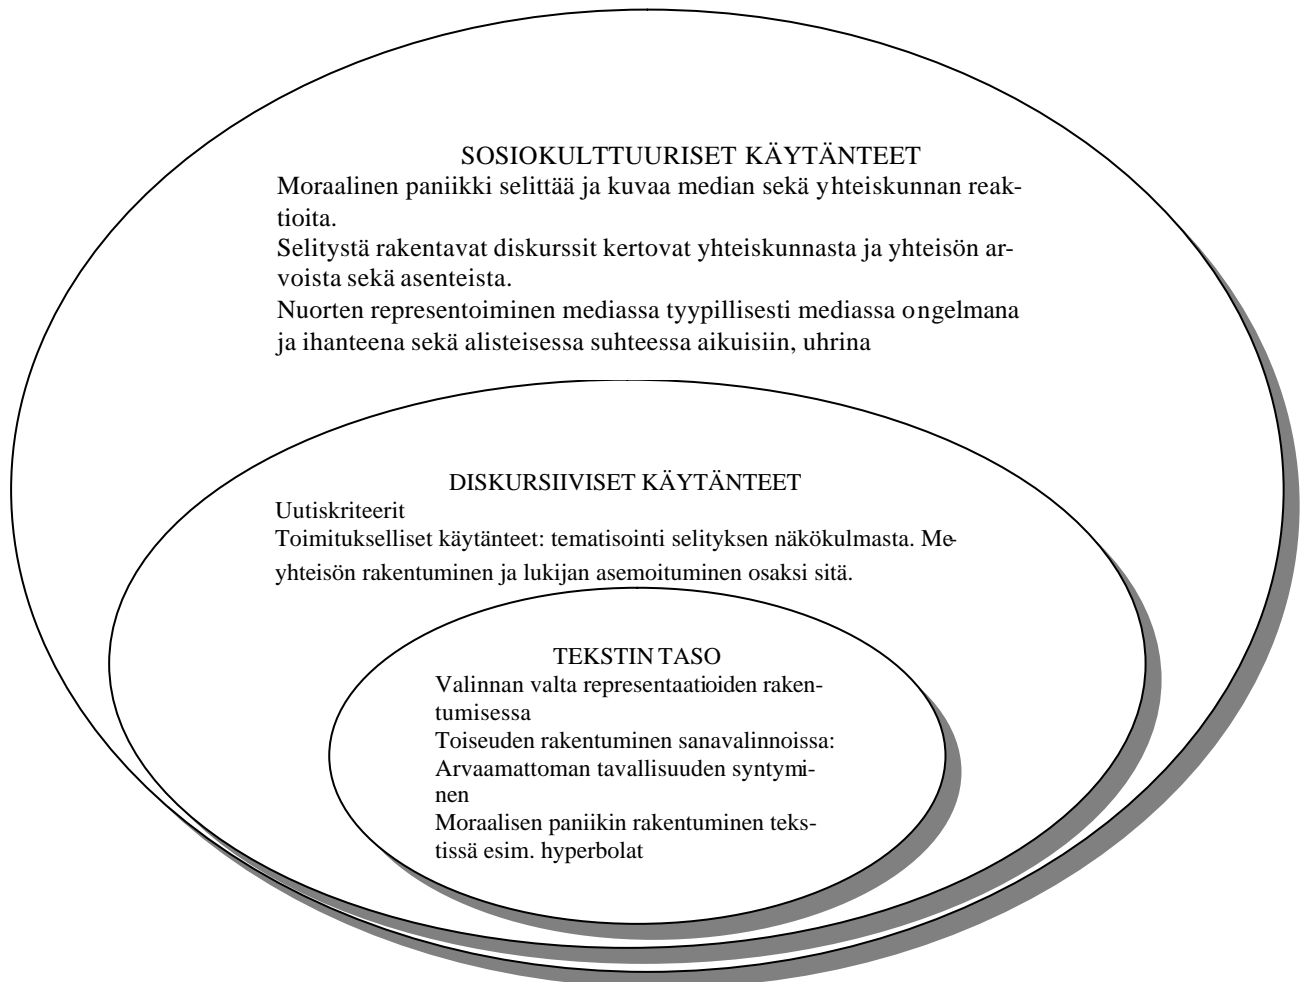 SOSIOKULTTUURISET KÄYTÄNTEET
Moraalinen paniikki selittää ja kuvaa median sekä yhteiskunnan reak-
tioita.
Selitystä rakentavat diskurssit kertovat yhteiskunnasta ja yhteisön ar-
voista sekä asenteista.
Nuorten representoiminen mediassa tyypillisesti mediassa ongelmana
ja ihanteena sekä alisteisessa suhteessa aikuisiin, uhrina
DISKURSIIVISET KÄYTÄNTEET
Uutiskriteerit
Toimitukselliset käytänteet: tematisointi selityksen näkökulmasta. Me-
yhteisön rakentuminen ja lukijan asemoituminen osaksi sitä.
TEKSTIN TASO
Valinnan valta representaatioiden raken-
tumisessa
Toiseuden rakentuminen sanavalinnoissa:
Arvaamattoman tavallisuuden syntymi-
nen
Moraalisen paniikin rakentuminen teks-
tissä esim. hyperbolat